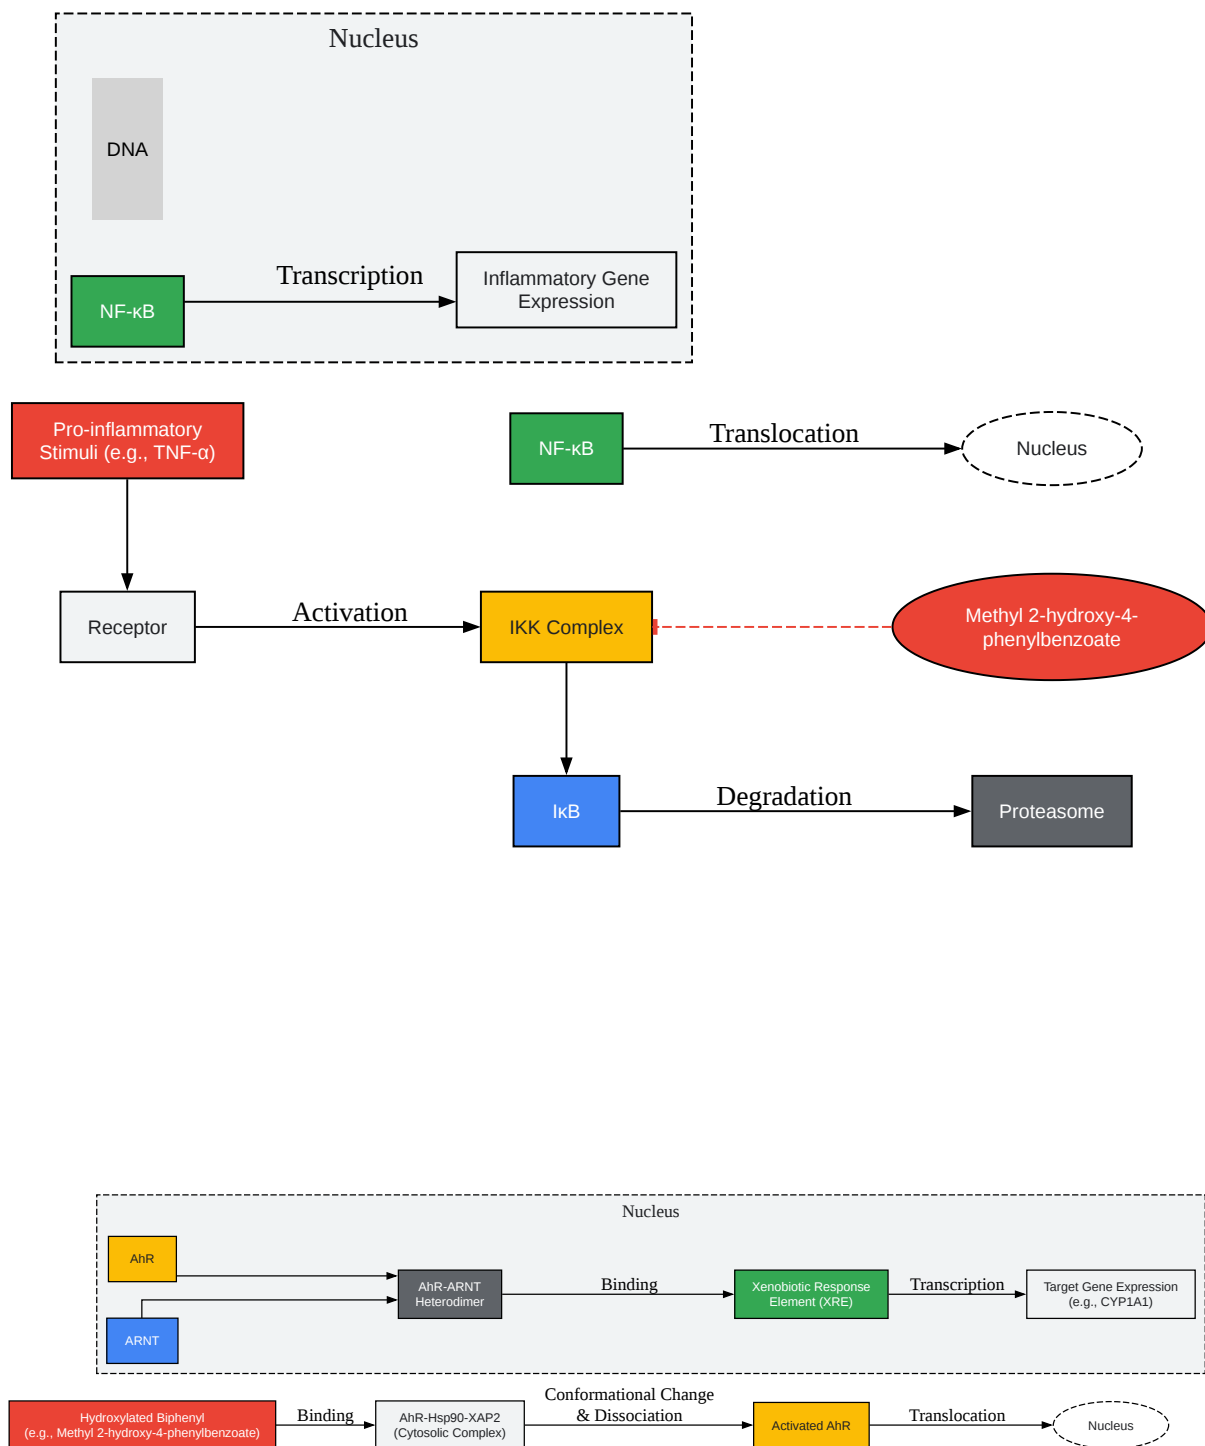 Nucleus
DNA
Transcription
NF-κB
Inflammatory Gene
Expression
Pro-inflammatory
Stimuli (e.g., TNF-α)
NF-κB
Translocation
Nucleus
Receptor
Activation
IKK Complex
Methyl 2-hydroxy-4-
phenylbenzoate
IκB
Degradation
Proteasome
Nucleus
AhR
ARNT
AhR-ARNT
Heterodimer
Binding
Xenobiotic Response
Element (XRE)
Transcription
Target Gene Expression
(e.g., CYP1A1)
Hydroxylated Biphenyl
(e.g., Methyl 2-hydroxy-4-phenylbenzoate)
Binding
AhR-Hsp90-XAP2
(Cytosolic Complex)
Conformational Change
& Dissociation
Activated AhR
Translocation
Nucleus